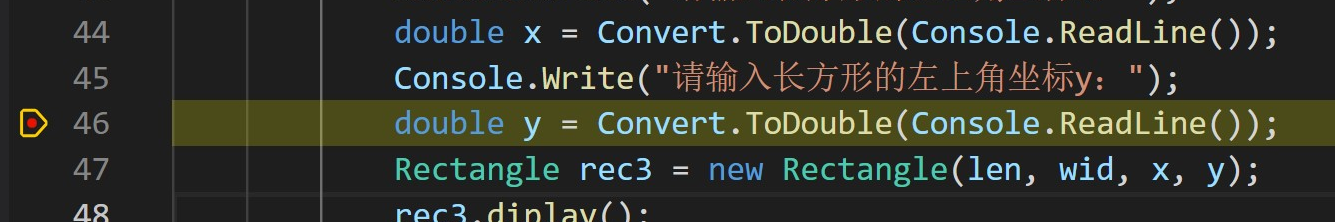 44 double x = Convert.ToDouble(Console.ReadLine());
45 Console.Write("请输入长方形的左上角坐标y：");
46 double y = Convert.ToDouble(Console.ReadLine());
47 Rectangle rec3 = new Rectangle(len, wid, x, y);
48 rec3.diplay();